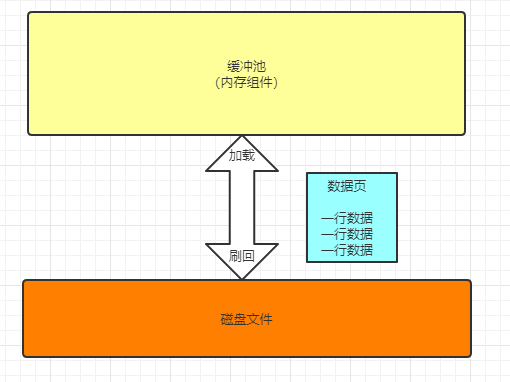 缓冲池
(内存组件)
加载
数据页
一行数据
一行数据
一行数据
刷回
磁盘文件